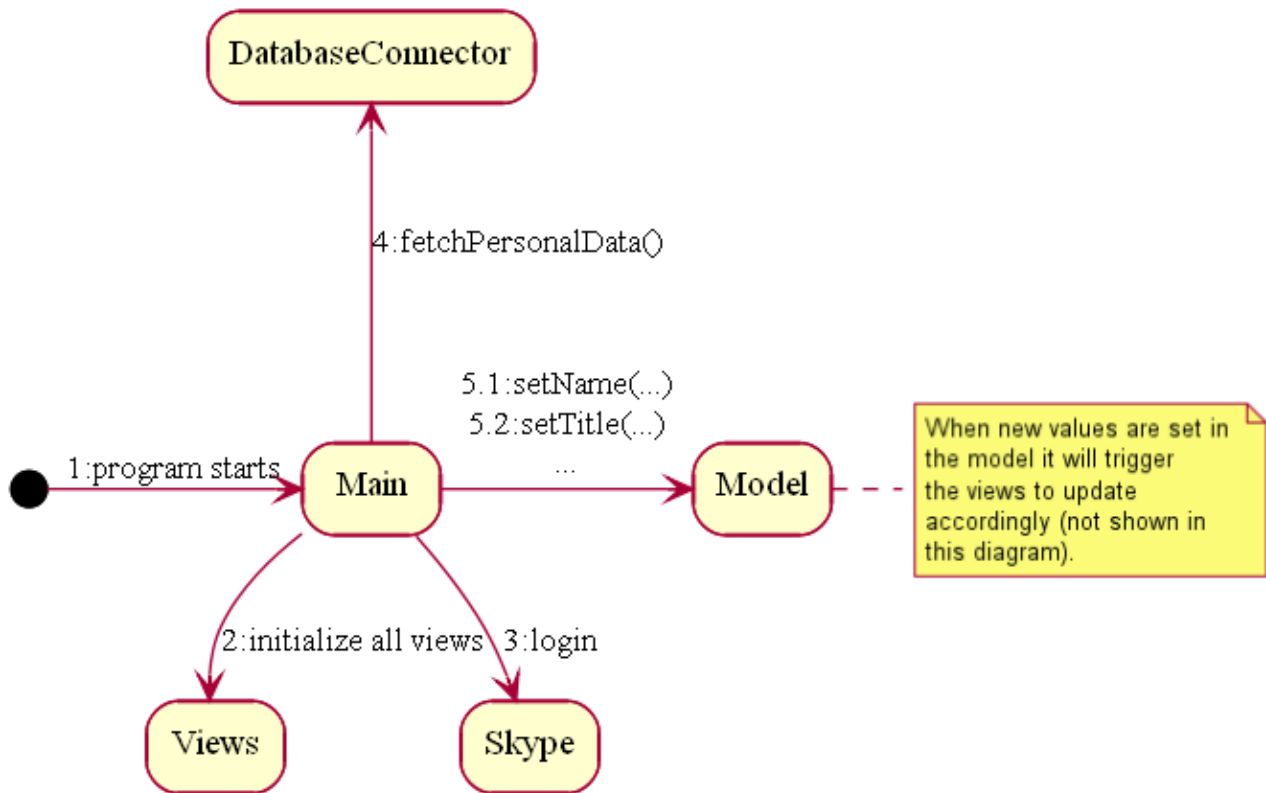 DatabaseConnector
4:fetchPersonalData()
5.1:setName(...)
5.2:setTitle(...)
...
1:program starts
Main
Model
When new values are set in
the model it will trigger
the views to update
accordingly (not shown in
this diagram).
2:initialize all views
3:login
Views
Skype